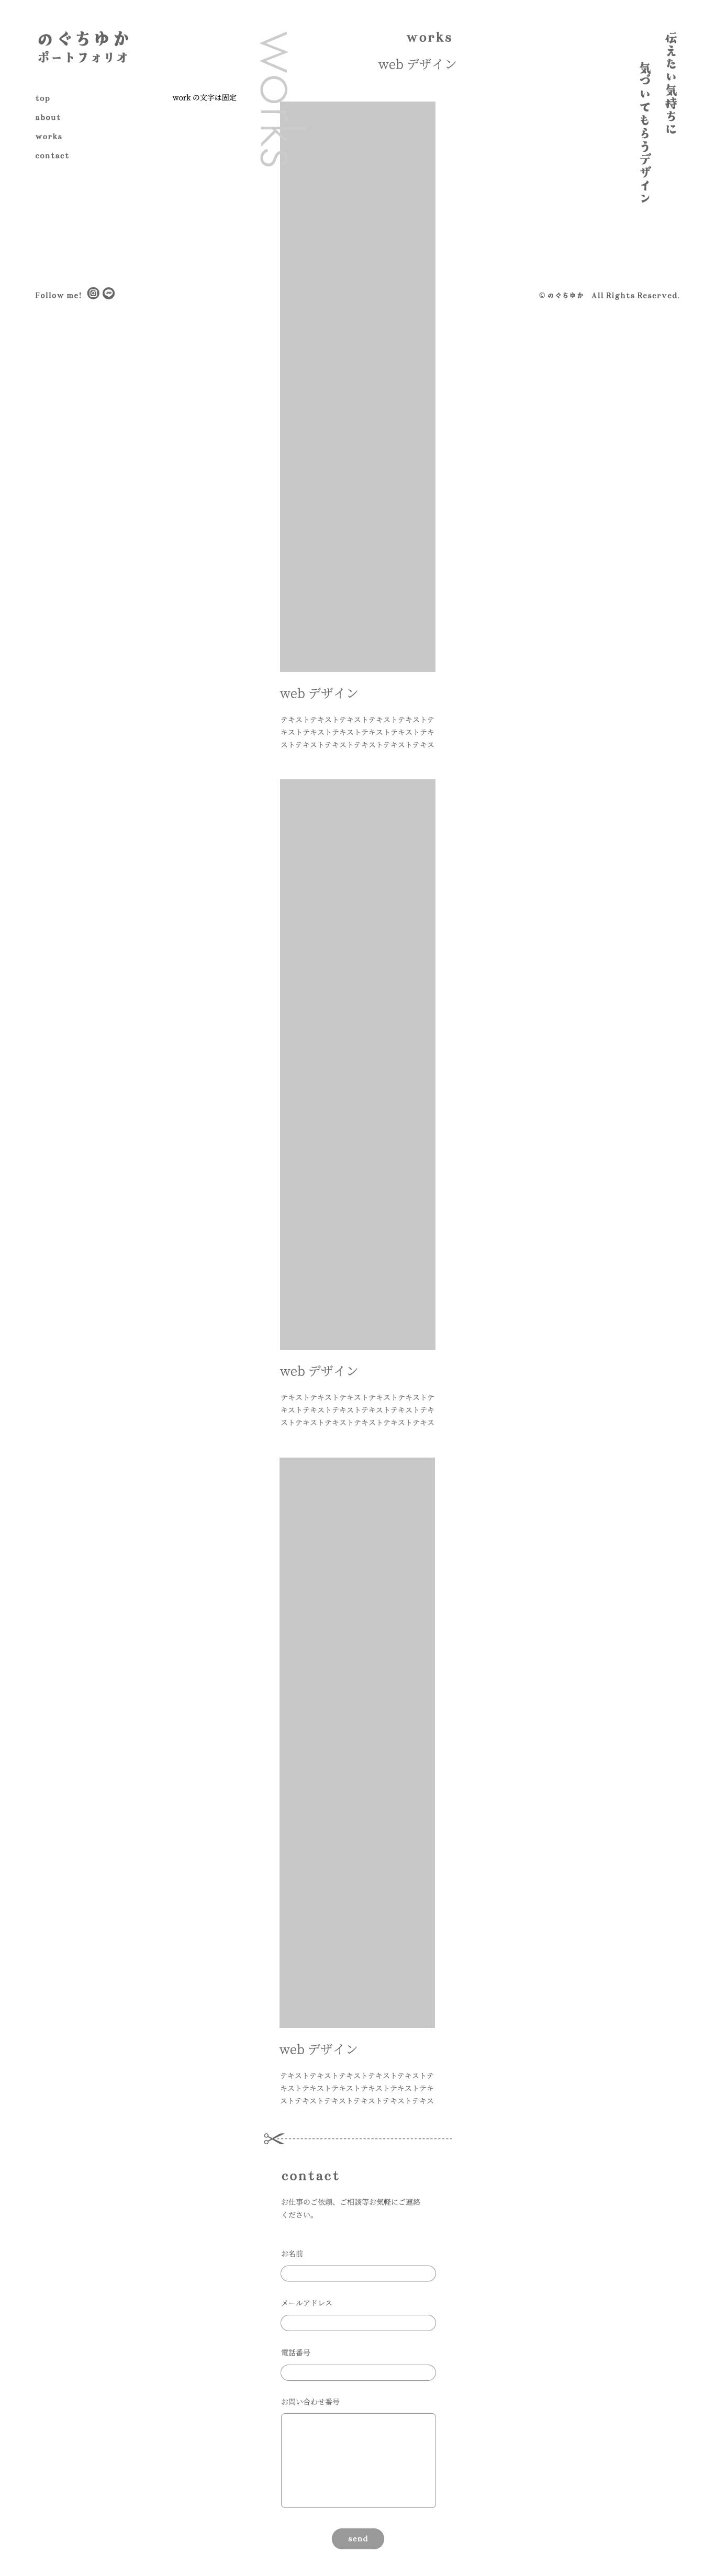 のぐちゆか
ポートフォリオ
top
about
works
contact
work の文字は固定
works
works
web デザイン
伝えたい気持ちに
気づいてもらうデザイン
Follow me!
© のぐちゆか　All Rights Reserved.
web デザイン
テキストテキストテキストテキストテキストテ
キストテキストテキストテキストテキストテキ
ストテキストテキストテキストテキストテキス
web デザイン
テキストテキストテキストテキストテキストテ
キストテキストテキストテキストテキストテキ
ストテキストテキストテキストテキストテキス
web デザイン
テキストテキストテキストテキストテキストテ
キストテキストテキストテキストテキストテキ
ストテキストテキストテキストテキストテキス
contact
お仕事のご依頼、ご相談等お気軽にご連絡
ください。
お名前
メールアドレス
電話番号
お問い合わせ番号
send